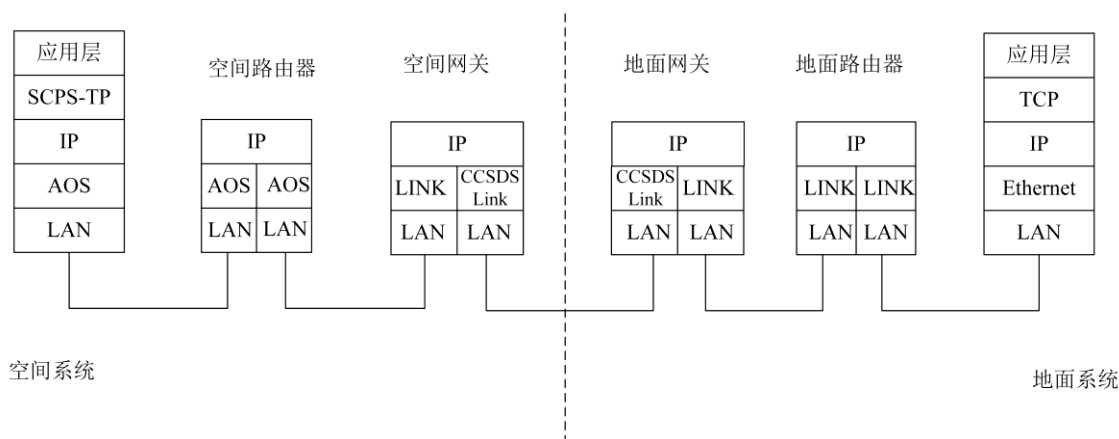 应用层
SCPS-TP
IP
AOS
LAN
空间路由器
IP
AOS AOS
LAN LAN
空间网关
IP
LINK CCSDS
Link
LAN LAN
地面网关
IP
CCSDS LINK
Link
LAN LAN
地面路由器
IP
LINK LINK
LAN LAN
应用层
TCP
IP
Ethernet
LAN
空间系统
地面系统